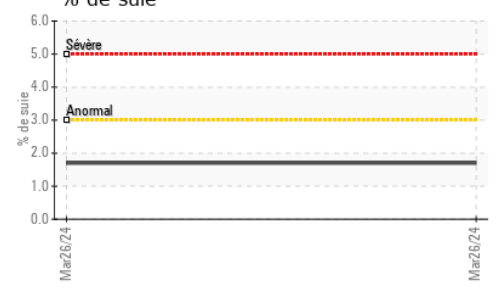 % de suie
6.0
Sévère
5.0
4.0
Anormal
3.0
% de suie
2.0
1.0
0.0
Mar26/24
Mar26/24